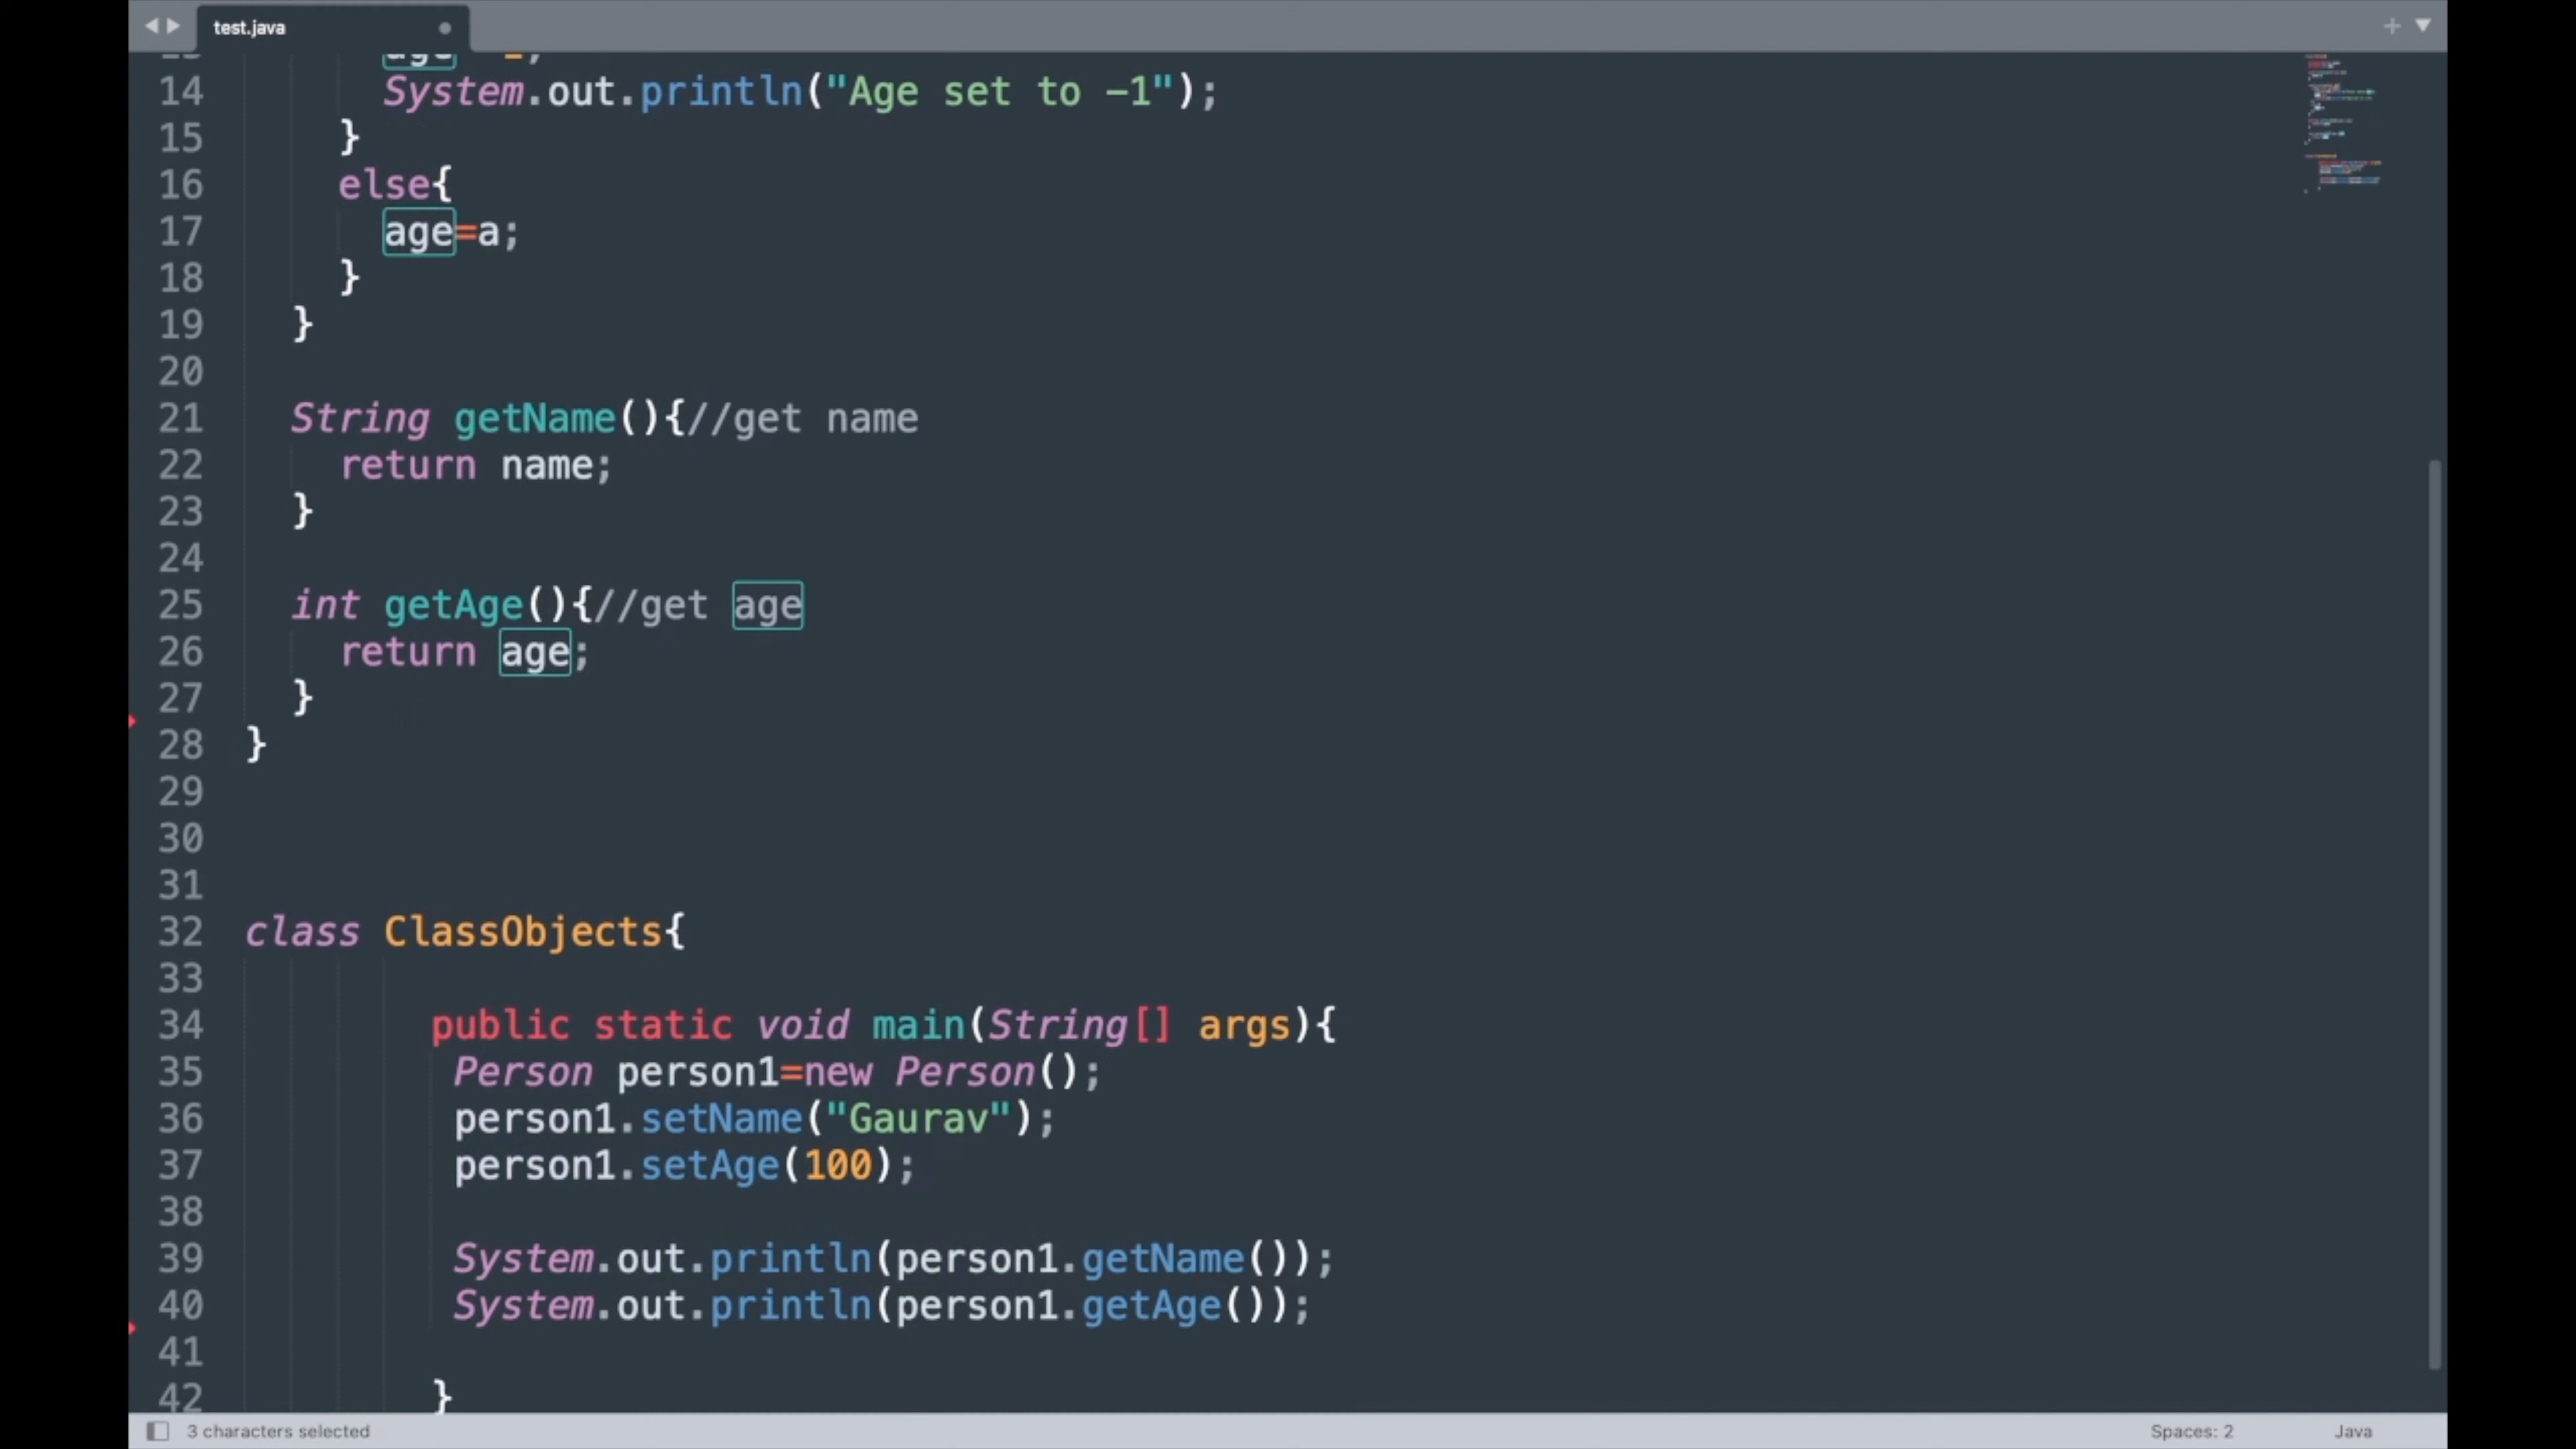 test.java
14 System.out.println("Age set to -1");
15 }
16 else{
17 age=a;
18 }
19 }
20
21 String getName(){//get name
22 return name;
23 }
24
25 int getAge(){//get age
26 return age;
27 }
28 }
29
30
31
32 class ClassObjects{
33
34 public static void main(String[] args){
35 Person person1=new Person();
36 person1.setName("Gaurav");
37 person1.setAge(100);
38
39 System.out.println(person1.getName());
40 System.out.println(person1.getAge());
41
42 }
3 characters selected Spaces: 2 Java